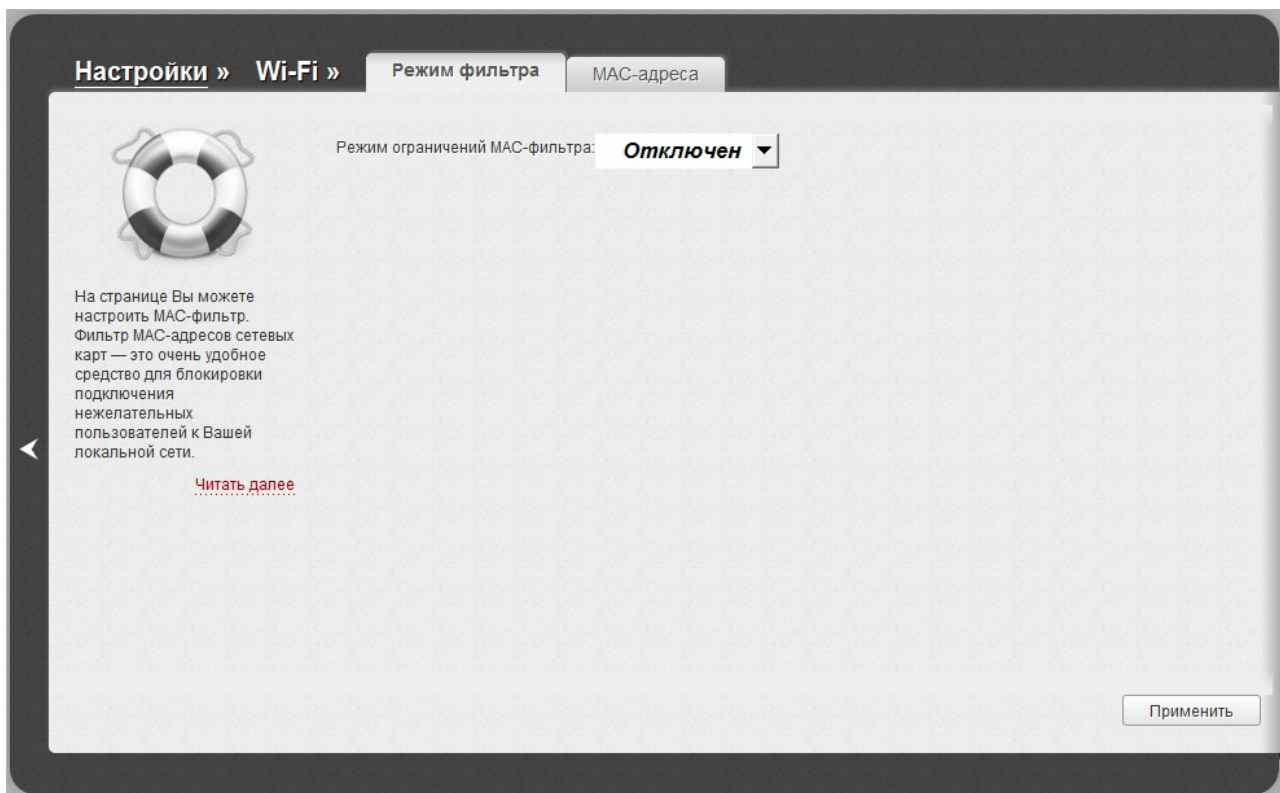 Настройки » Wi-Fi » Режим фильтра MAC-адреса
Режим ограничений MAC-фильтра: Отключен
На странице Вы можете
настроить MAC-фильтр.
Фильтр MAC-адресов сетевых
карт — это очень удобное
средство для блокировки
подключения
нежелательных
пользователей к Вашей
локальной сети.
Читать далее
Применить